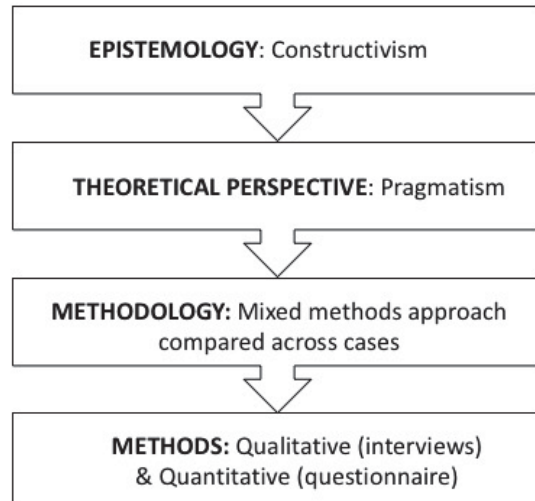 EPISTEMOLOGY: Constructivism
THEORETICAL PERSPECTIVE: Pragmatism
METHODOLOGY: Mixed methods approach
compared across cases
METHODS: Qualitative (interviews)
& Quantitative (questionnaire)